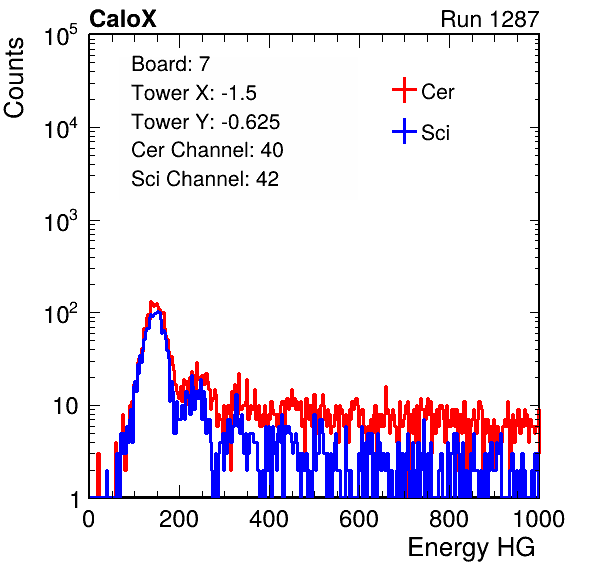 CaloX Run 1287
Counts
Board: 7
Tower X: -1.5
Tower Y: -0.625
Cer Channel: 40
Sci Channel: 42
Cer
Sci
10^5
10^4
10^3
10^2
10
1
0 200 400 600 800 1000
Energy HG